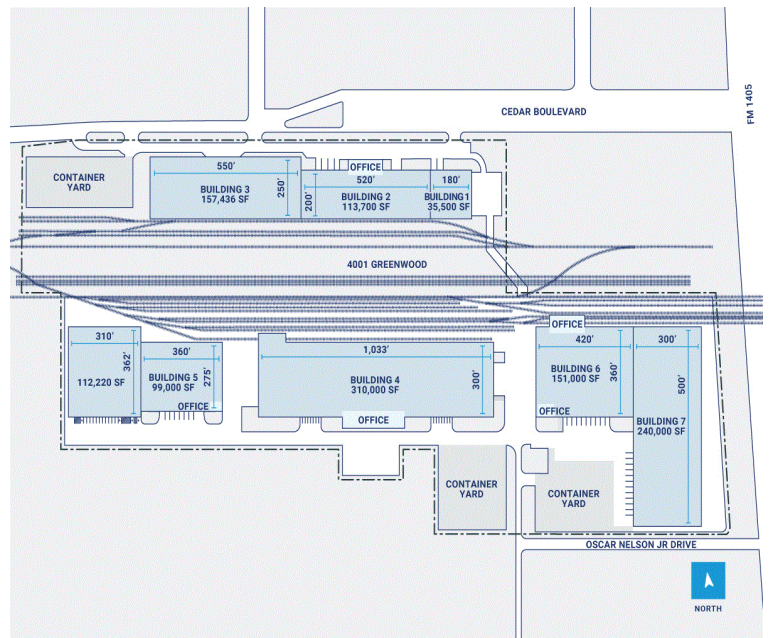 CEDAR BOULEVARD
FM 1405
CONTAINER
YARD
550'
BUILDING 3
157,436 SF
250'
OFFICE
520'
200'
BUILDING 2
113,700 SF
180'
BUILDING 1
35,500 SF
4001 GREENWOOD
310'
362'
112,220 SF
360'
BUILDING 5
99,000 SF
275'
OFFICE
1,033'
BUILDING 4
310,000 SF
300'
OFFICE
OFFICE
420'
BUILDING 6
151,000 SF
360'
OFFICE
300'
500'
BUILDING 7
240,000 SF
CONTAINER
YARD
CONTAINER
YARD
OSCAR NELSON JR DRIVE
NORTH